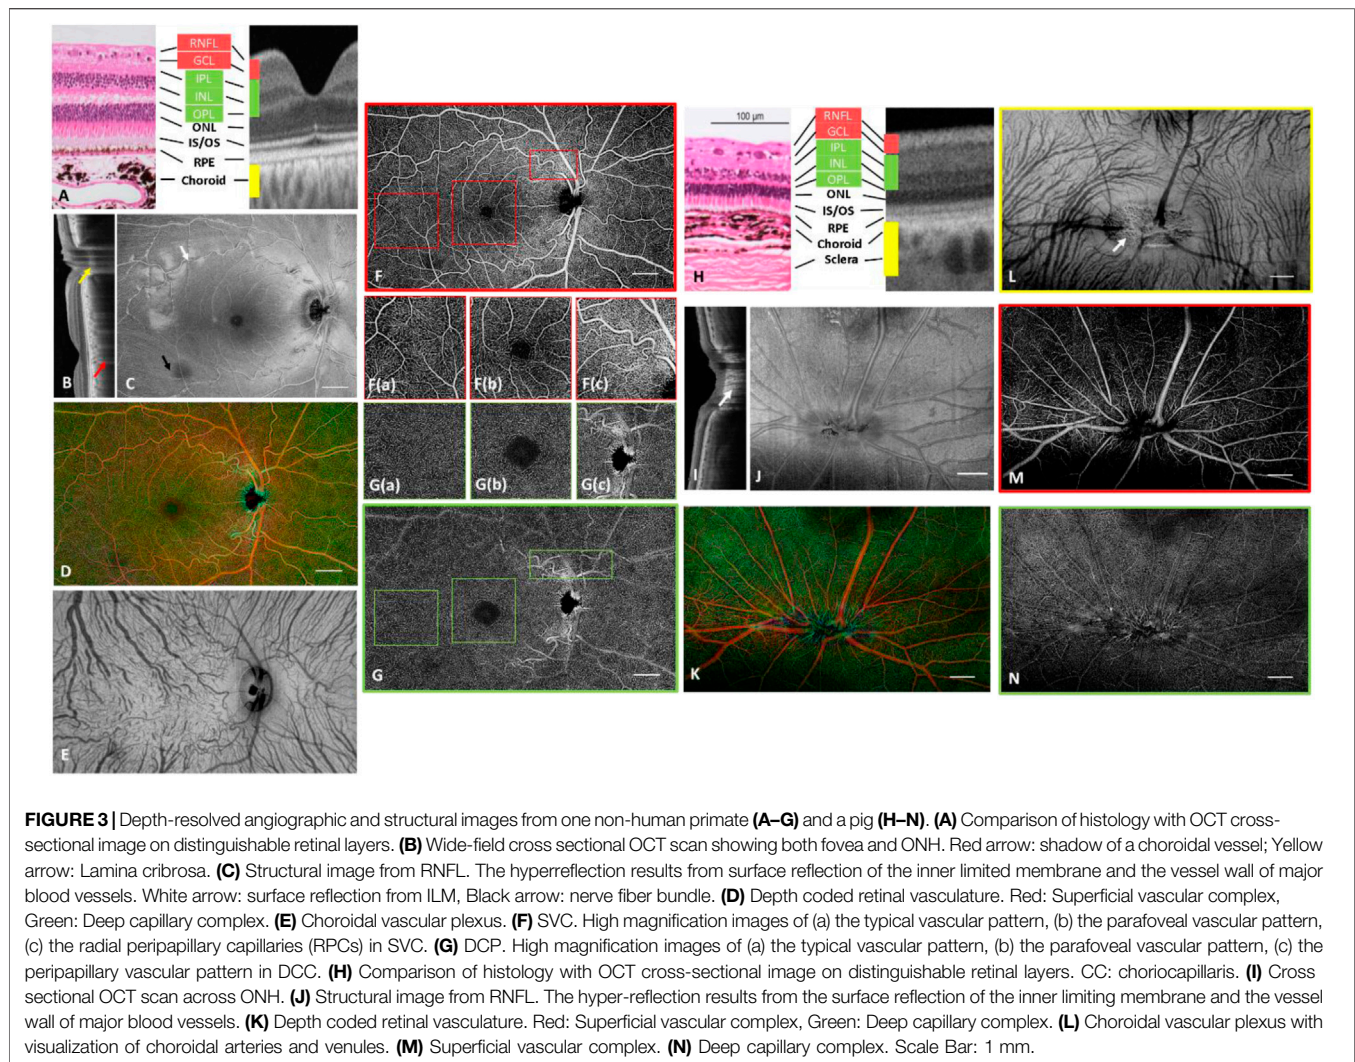 RNFL
GCL
IPL
INL
OPL
ONL
IS/OS
RPE
Choroid
A
B
C
D
E
F
F(a)
F(b)
F(c)
G(a)
G(b)
G(c)
G
100 µm
RNFL
GCL
IPL
INL
OPL
ONL
IS/OS
RPE
Choroid
Sclera
H
I
J
K
L
M
N
FIGURE 3 | Depth-resolved angiographic and structural images from one non-human primate (A–G) and a pig (H–N). (A) Comparison of histology with OCT cross-
sectional image on distinguishable retinal layers. (B) Wide-field cross sectional OCT scan showing both fovea and ONH. Red arrow: shadow of a choroidal vessel; Yellow
arrow: Lamina cribrosa. (C) Structural image from RNFL. The hyperreflection results from surface reflection of the inner limited membrane and the vessel wall of major
blood vessels. White arrow: surface reflection from ILM, Black arrow: nerve fiber bundle. (D) Depth coded retinal vasculature. Red: Superficial vascular complex,
Green: Deep capillary complex. (E) Choroidal vascular plexus. (F) SVC. High magnification images of (a) the typical vascular pattern, (b) the parafoveal vascular pattern,
(c) the radial peripapillary capillaries (RPCs) in SVC. (G) DCP. High magnification images of (a) the typical vascular pattern, (b) the parafoveal vascular pattern, (c) the
peripapillary vascular pattern in DCC. (H) Comparison of histology with OCT cross-sectional image on distinguishable retinal layers. CC: choriocapillaris. (I) Cross
sectional OCT scan across ONH. (J) Structural image from RNFL. The hyper-reflection results from the surface reflection of the inner limiting membrane and the vessel
wall of major blood vessels. (K) Depth coded retinal vasculature. Red: Superficial vascular complex, Green: Deep capillary complex. (L) Choroidal vascular plexus with
visualization of choroidal arteries and venules. (M) Superficial vascular complex. (N) Deep capillary complex. Scale Bar: 1 mm.